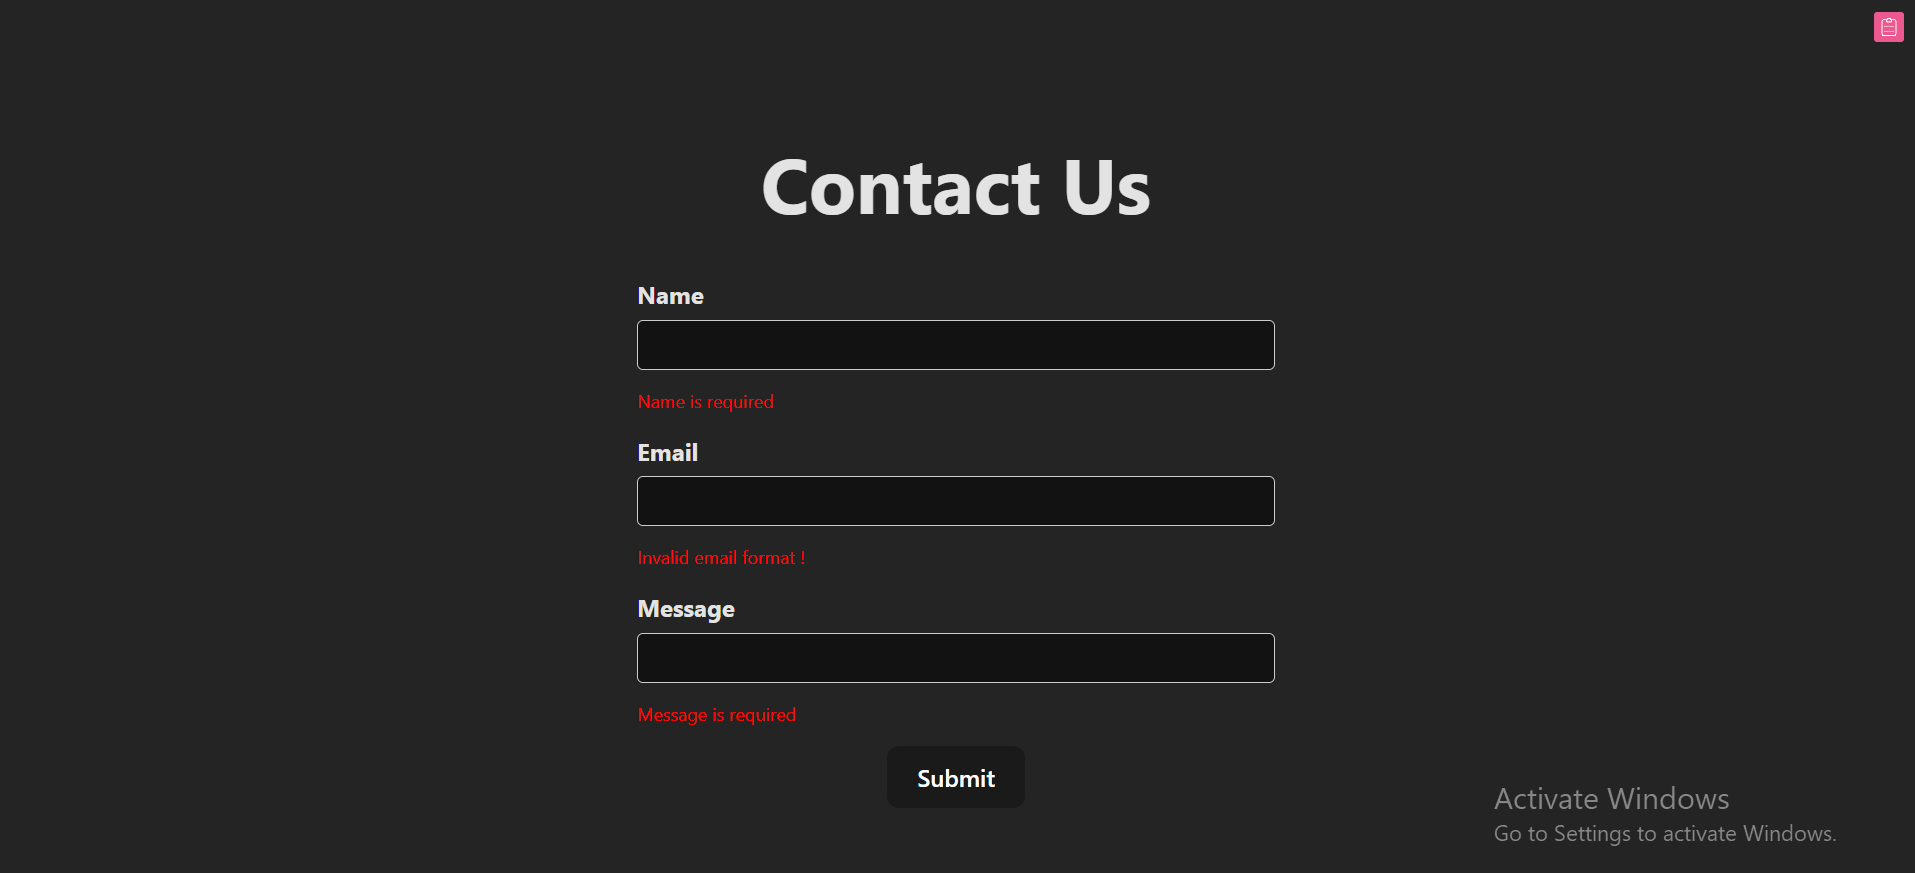 Contact Us
Name
Name is required
Email
Invalid email format !
Message
Message is required
Submit
Activate Windows
Go to Settings to activate Windows.